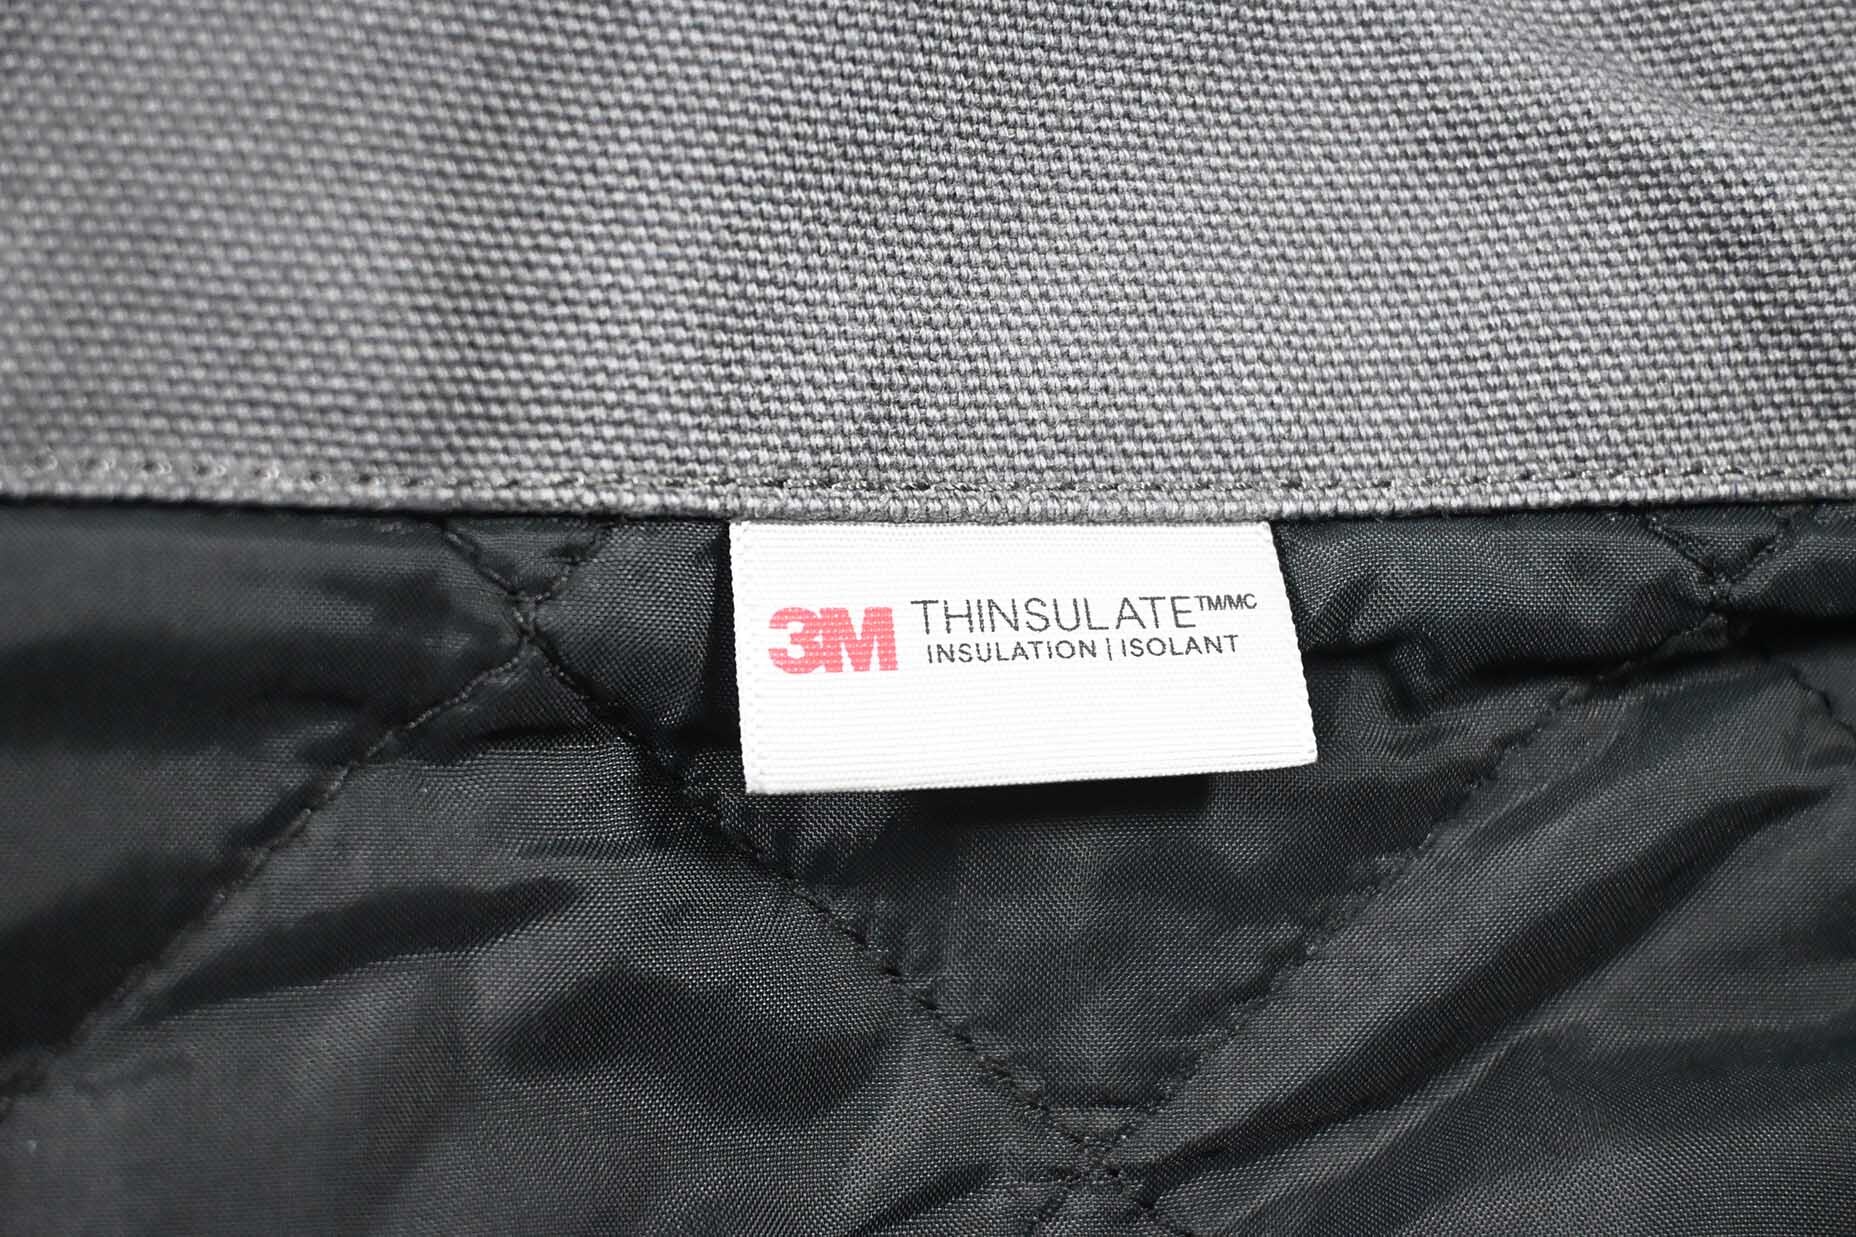 3M THINSULATE™/MC
INSULATION | ISOLANT